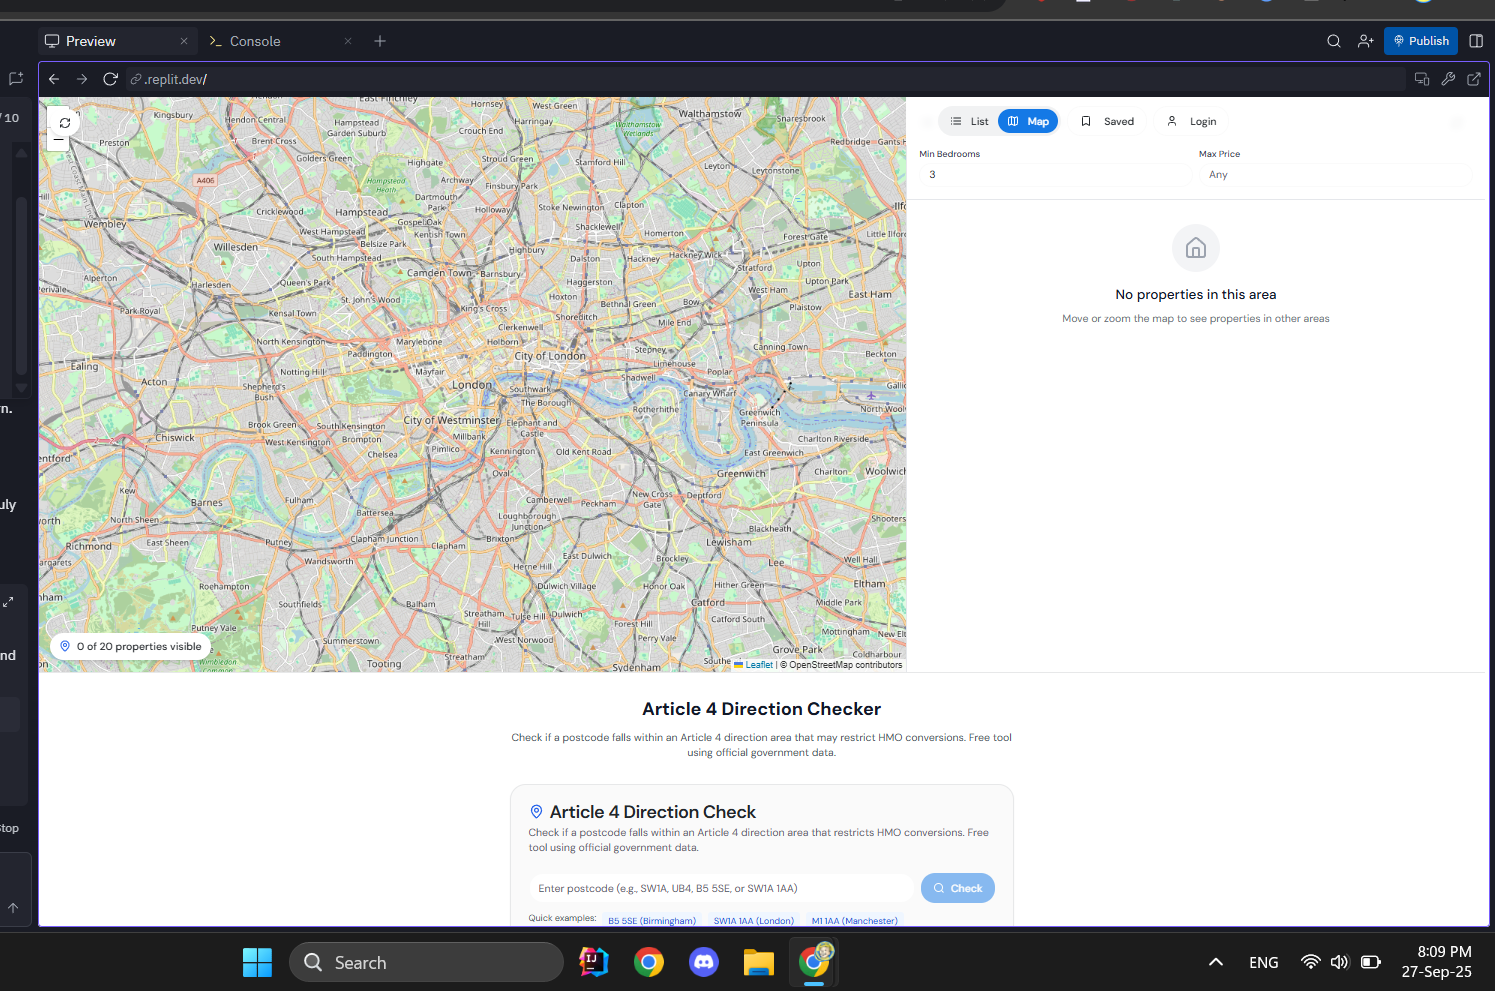 Preview
Console
Publish
.replit.dev/
/10
List
Map
Saved
Login
Min Bedrooms
Max Price
3
Any
No properties in this area
Move or zoom the map to see properties in other areas
Kingsbury
Hendon Central
East Finchley
Hornsey
West Green
Walthamstow
Snaresbrook
Preston
Brent Cross
Hampstead
Garden Suburb
Crouch End
Harringay
Walthamstow
Wetlands
Redbridge
Gants H
Golders Green
Highgate
Stroud Green
Stamford Hill
Leyton
Leytonstone
A406
Hampstead
Heath
Archway
Dartmouth
Park
Finsbury Park
Wembley
Cricklewood
Hampstead
Gospel Oak
Holloway
Stoke Newington
Clapton
Ilfo
West Hampstead
Belsize Park
Kentish Town
Shacklewell
Homerton
Forest Gate
Little Ilfor
Willesden
South Hampstead
Highbury
Dalston
Hackney
Hackney Wick
Stratford
Upton
Alperton
Harlesden
Queen's Park
Camden Town
Barnsbury
Haggerston
West Ham
Upton Park
Perivale
Park Royal
Kensal Town
St. John's Wood
King's Cross
Hoxton
Bethnal Green
Bow
Plaistow
East Ham
Shoreditch
Mile End
Clerkenwell
North Kensington
Marylebone
Holborn
Stepney
Canning Town
Paddington
City of London
Limehouse
Beckton
Ealing
Acton
Notting Hill
Mayfair
London
Shadwell
Poplar
Shepherd's
Bush
Southwark
Canary Wharf
Gallio
The Borough
Rotherhithe
Greenwich
Peninsula
North Wool
Brook Green
South Kensington
City of Westminster
Elephant and
Castle
Chiswick
West Kensington
Brompton
Millbank
Charlton Riverside
entford
Chelsea
Pimlico
Kennington
Old Kent Road
East Greenwich
Oval
Greenwich
Charlton
Woolwich
Kew
Barnes
Fulham
Camberwell
New Cross
Gate
Deptford
Battersea
Peckham
North Sheen
Loughborough
Junction
Blackheath
Shooters
Richmond
East Sheen
Putney
Clapham Junction
Clapham
Brixton
Lewisham
East Dulwich
Brockley
Lee
Well Hall
Wandsworth
Herne Hill
Roehampton
Dulwich Village
Honor Oak
Hither Green
Eltham
Southfields
Balham
Streatham
Hill
Tulse Hill
Dulwich
Forest Hill
Catford
Middle Park
Putney Vale
Catford South
Summerstown
West Norwood
Perry Vale
Mottingham
New Elt
0 of 20 properties visible
Wimbledon
Common
Tooting
Streatham
Sydenham
Southe
Grove Park
Coldharbour
Leaflet | © OpenStreetMap contributors
Article 4 Direction Checker
Check if a postcode falls within an Article 4 direction area that may restrict HMO conversions. Free tool
using official government data.
Article 4 Direction Check
Check if a postcode falls within an Article 4 direction area that restricts HMO conversions. Free
tool using official government data.
Enter postcode (e.g., SW1A, UB4, B5 5SE, or SW1A 1AA)
Check
Quick examples:
B5 5SE (Birmingham)
SW1A 1AA (London)
M1 1AA (Manchester)
Search
ENG
8:09 PM
27-Sep-25